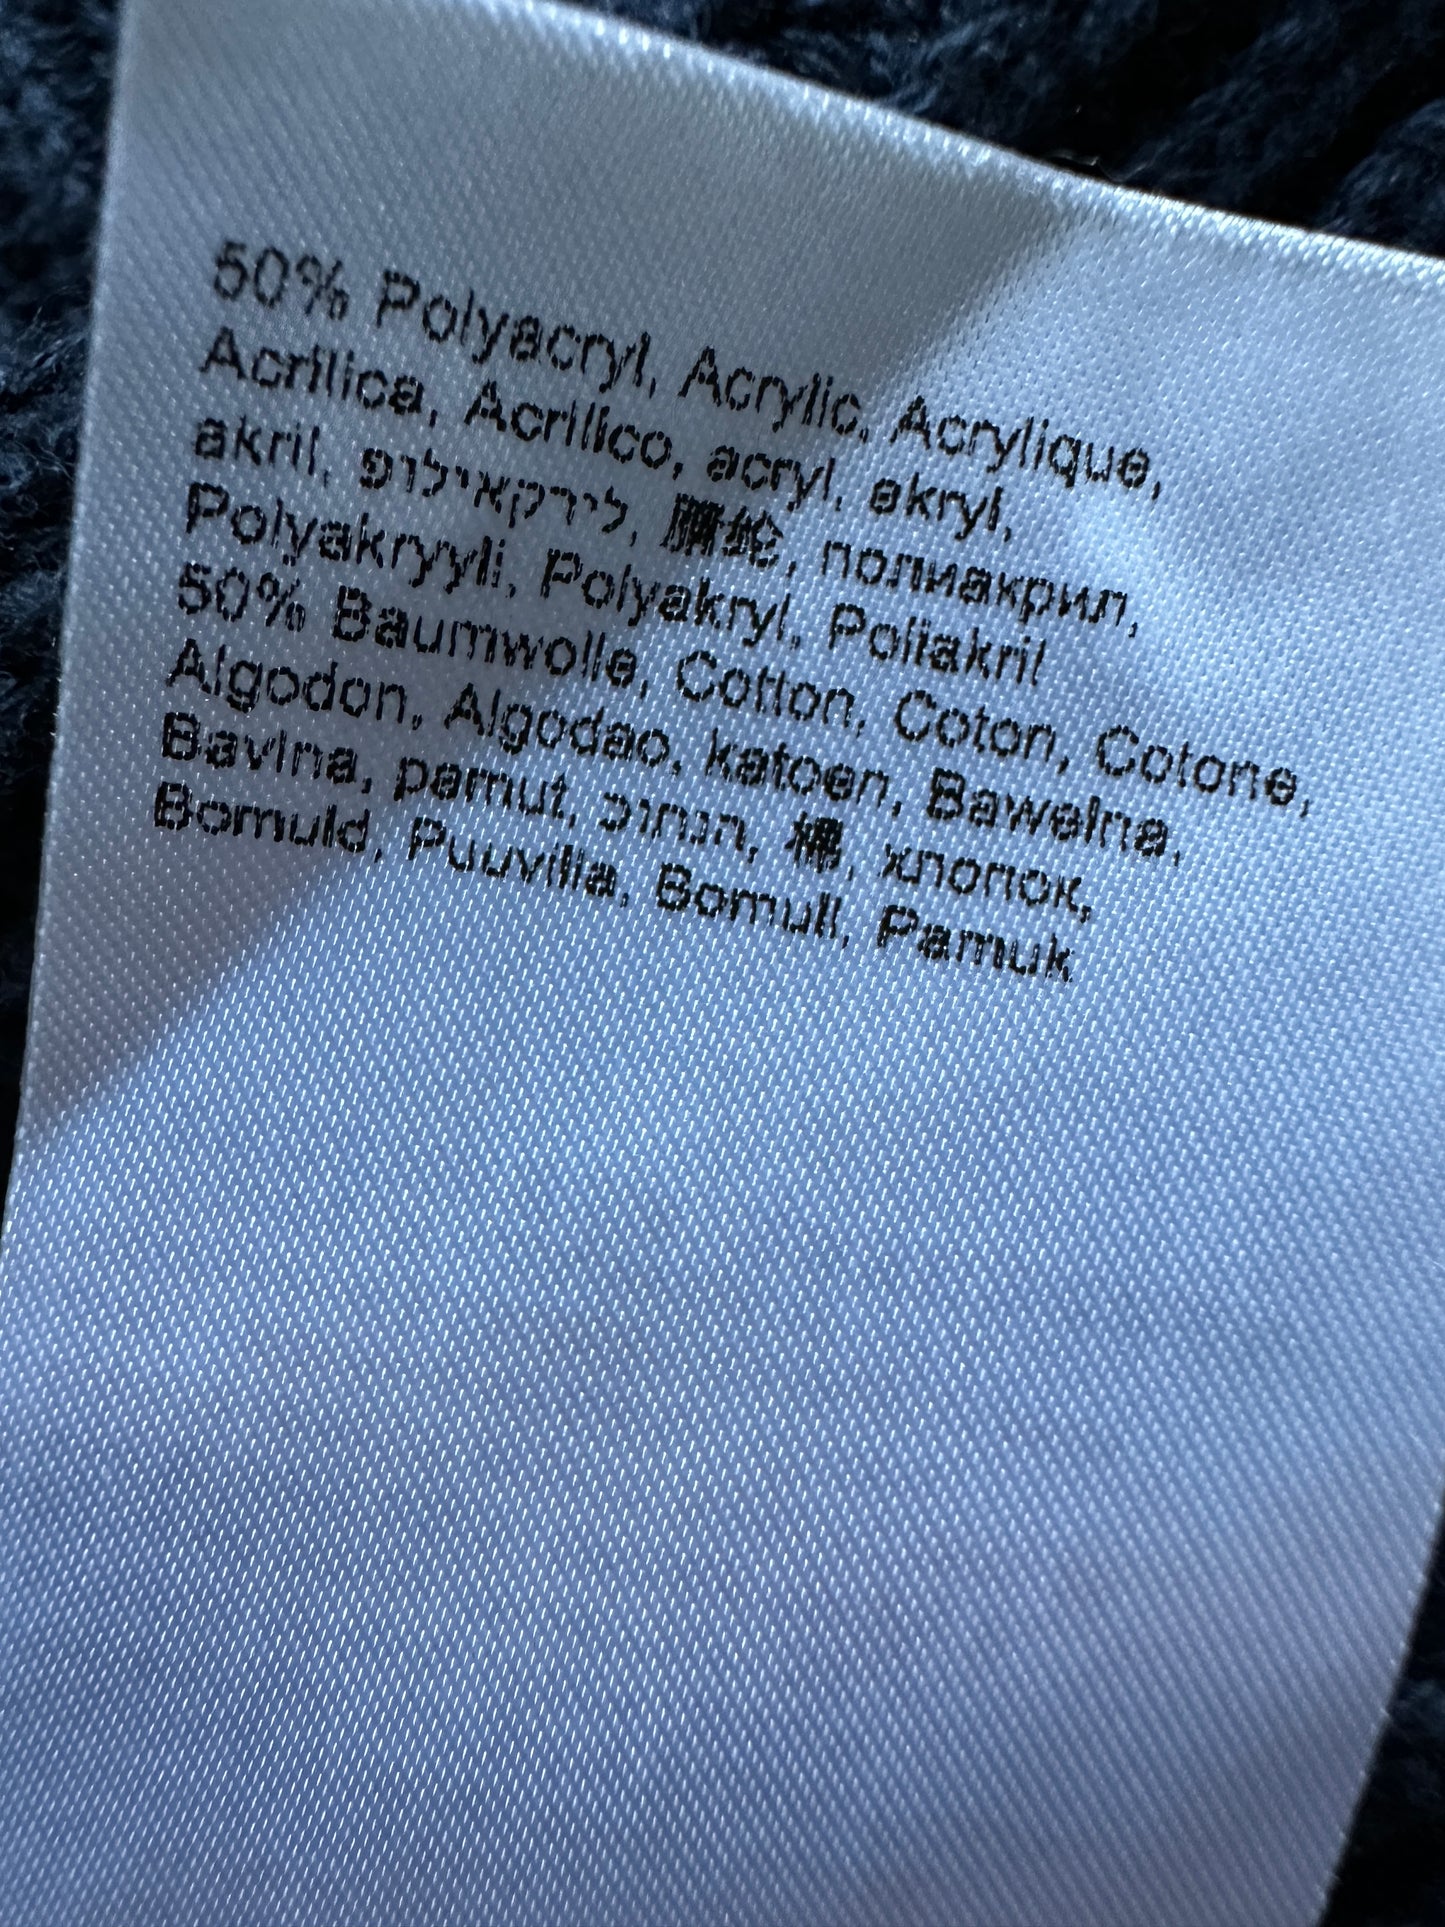 50% Polyacryl, Acrylic, Acrylique,
Acrilica, Acrilico, acryl, akryl,
akril, לירקאילופ, 腈纶, полиакрил,
Polyakryyli, Polyakryl, Poliakril
50% Baumwolle, Cotton, Coton, Cotone,
Algodon, Algodao, katoen, Bawelna,
Bavlna, pamut, הנתוכ, 棉, хлопок,
Bomuld, Puuvilla, Bomull, Pamuk